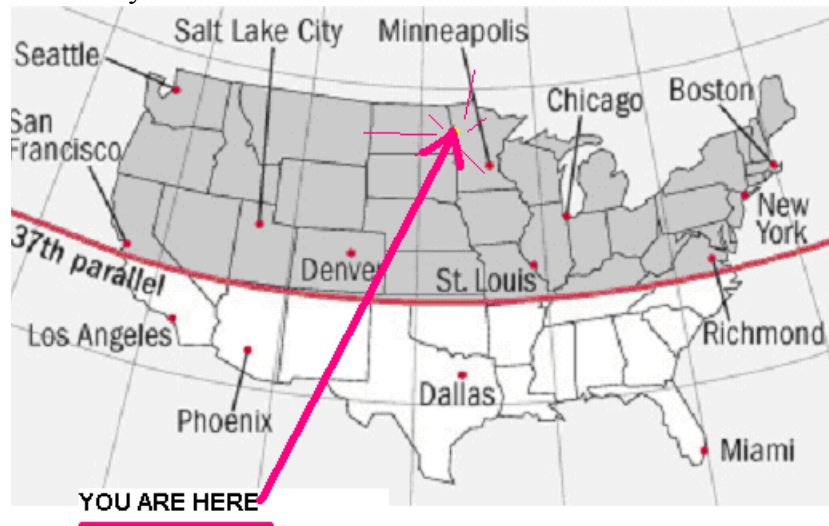 Salt Lake City
Minneapolis
Seattle
Chicago
Boston
San
Francisco
New
York
37th parallel
Denver
St. Louis
Los Angeles
Richmond
Dallas
Phoenix
Miami
YOU ARE HERE